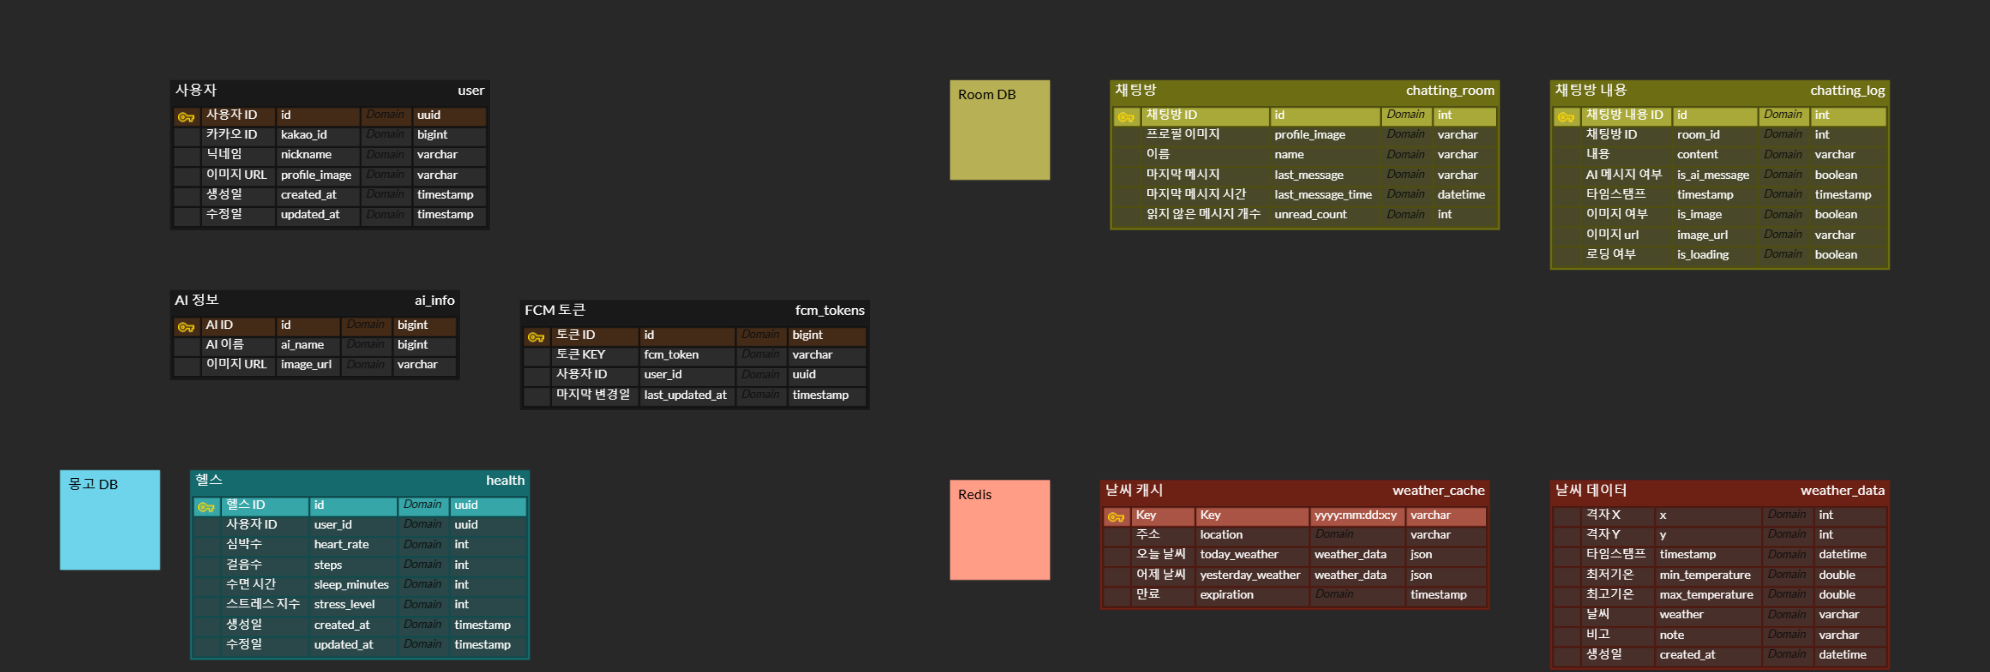 사용자 user
사용자 ID id Domain uuid
카카오 ID kakao_id Domain bigint
닉네임 nickname Domain varchar
이미지 URL profile_image Domain varchar
생성일 created_at Domain timestamp
수정일 updated_at Domain timestamp
Room DB
채팅방 chatting_room
채팅방 ID id Domain int
프로필 이미지 profile_image Domain varchar
이름 name Domain varchar
마지막 메시지 last_message Domain varchar
마지막 메시지 시간 last_message_time Domain datetime
읽지 않은 메시지 개수 unread_count Domain int
채팅방 내용 chatting_log
채팅방 내용 ID id Domain int
채팅방 ID room_id Domain int
내용 content Domain varchar
AI 메시지 여부 is_ai_message Domain boolean
타임스탬프 timestamp Domain timestamp
이미지 여부 is_image Domain boolean
이미지 url image_url Domain varchar
로딩 여부 is_loading Domain boolean
AI 정보 ai_info
AI ID id Domain bigint
AI 이름 ai_name Domain bigint
이미지 URL image_url Domain varchar
FCM 토큰 fcm_tokens
토큰 ID id Domain bigint
토큰 KEY fcm_token Domain varchar
사용자 ID user_id Domain uuid
마지막 변경일 last_updated_at Domain timestamp
몽고 DB
헬스 health
헬스 ID id Domain uuid
사용자 ID user_id Domain uuid
심박수 heart_rate Domain int
걸음수 steps Domain int
수면 시간 sleep_minutes Domain int
스트레스 지수 stress_level Domain int
생성일 created_at Domain timestamp
수정일 updated_at Domain timestamp
Redis
날씨 캐시 weather_cache
Key Key yyyy:mm:dd:x:y varchar
주소 location Domain varchar
오늘 날씨 today_weather weather_data json
어제 날씨 yesterday_weather weather_data json
만료 expiration Domain timestamp
날씨 데이터 weather_data
격자 X x Domain int
격자 Y y Domain int
타임스탬프 timestamp Domain datetime
최저기온 min_temperature Domain double
최고기온 max_temperature Domain double
날씨 weather Domain varchar
비고 note Domain varchar
생성일 created_at Domain datetime